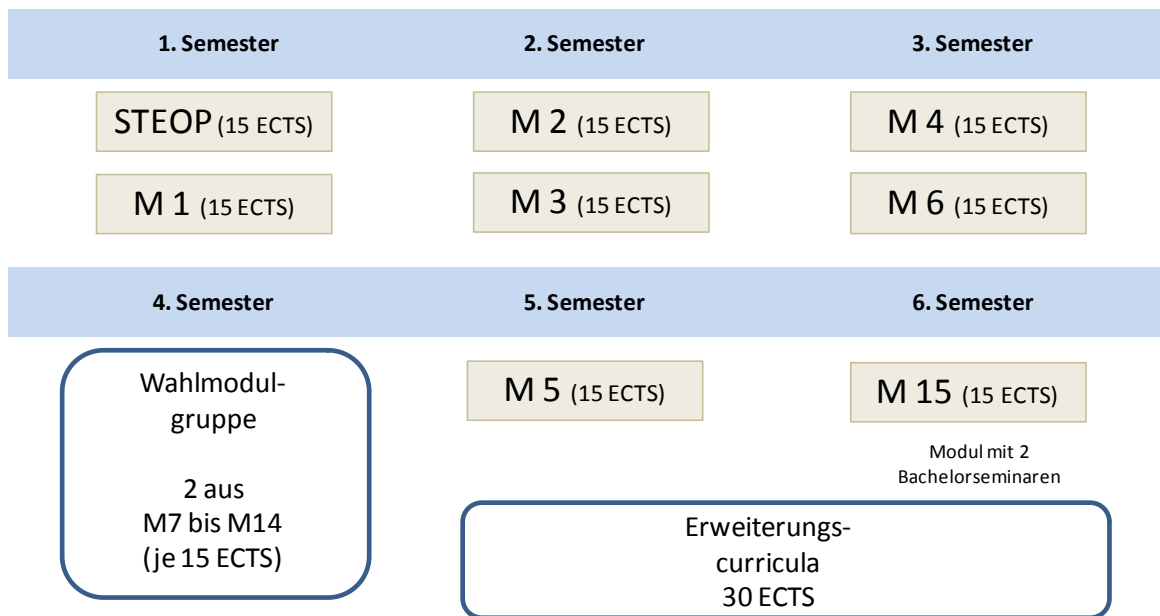 1. Semester
2. Semester
3. Semester
STEOP (15 ECTS)
M 2 (15 ECTS)
M 4 (15 ECTS)
M 1 (15 ECTS)
M 3 (15 ECTS)
M 6 (15 ECTS)
4. Semester
5. Semester
6. Semester
Wahlmodul-
gruppe
2 aus
M7 bis M14
(je 15 ECTS)
M 5 (15 ECTS)
M 15 (15 ECTS)
Modul mit 2
Bachelorseminaren
Erweiterungs-
curricula
30 ECTS